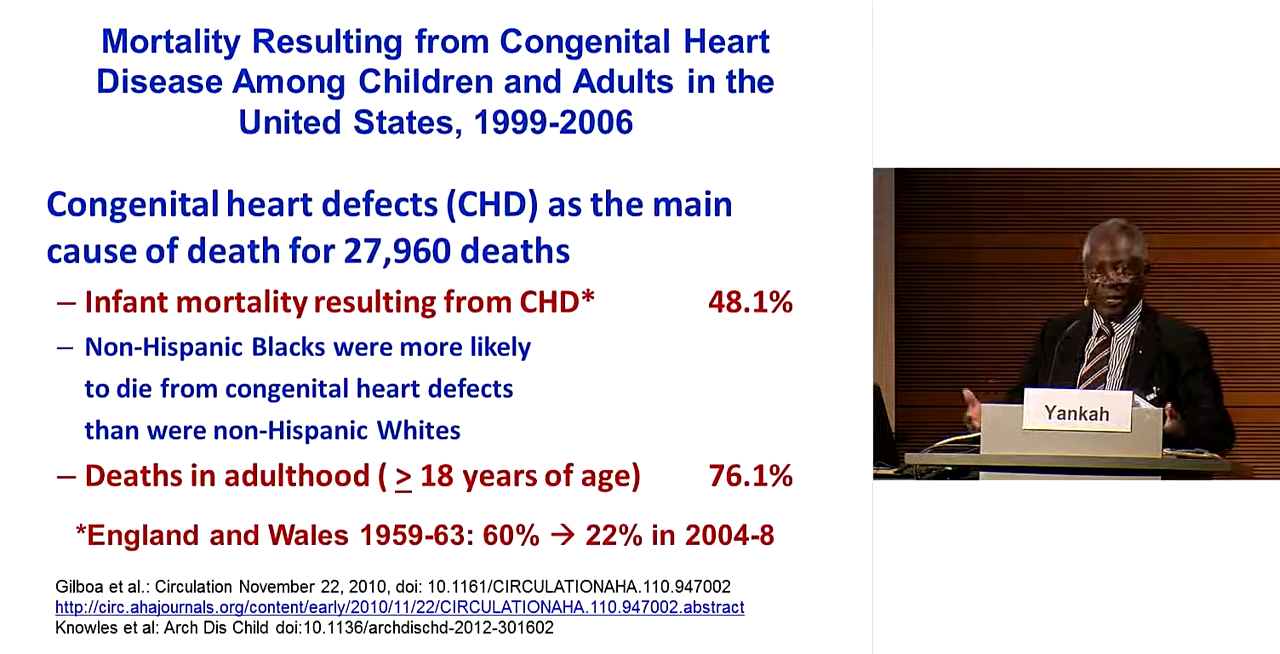 Mortality Resulting from Congenital Heart
Disease Among Children and Adults in the
United States, 1999-2006
Congenital heart defects (CHD) as the main
cause of death for 27,960 deaths
– Infant mortality resulting from CHD* 48.1%
– Non-Hispanic Blacks were more likely
to die from congenital heart defects
than were non-Hispanic Whites
– Deaths in adulthood ( ≥ 18 years of age) 76.1%
*England and Wales 1959-63: 60% → 22% in 2004-8
Gilboa et al.: Circulation November 22, 2010, doi: 10.1161/CIRCULATIONAHA.110.947002
http://circ.ahajournals.org/content/early/2010/11/22/CIRCULATIONAHA.110.947002.abstract
Knowles et al: Arch Dis Child doi:10.1136/archdischd-2012-301602
Yankah